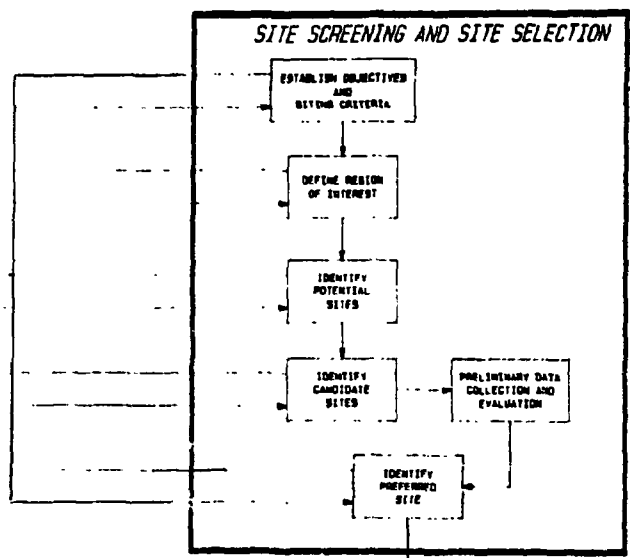 SITE SCREENING AND SITE SELECTION
ESTABLISH OBJECTIVES
AND
SITING CRITERIA
DEFINE REGION
OF INTEREST
IDENTIFY
POTENTIAL
SITES
IDENTIFY
CANDIDATE
SITES
PRELIMINARY DATA
COLLECTION AND
EVALUATION
IDENTIFY
PREFERRED
SITE